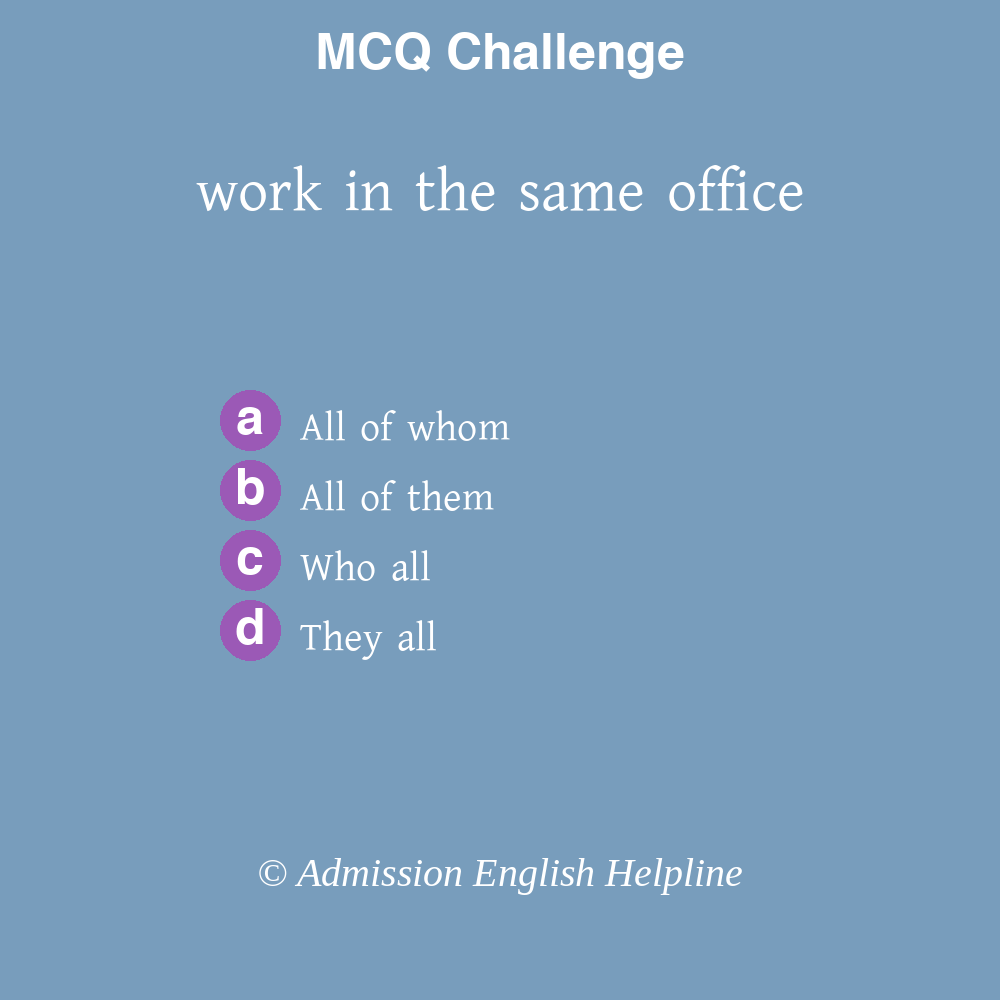 MCQ Challenge
work in the same office
a All of whom
b All of them
c Who all
d They all
© Admission English Helpline